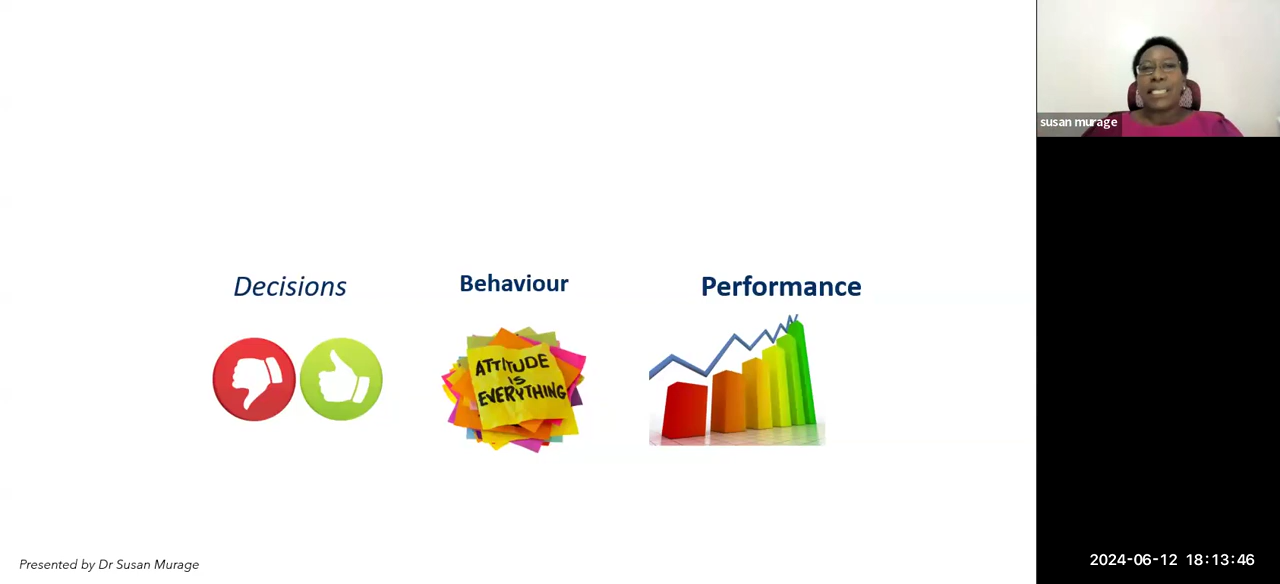 susan murage
Decisions
Behaviour
Performance
ATTITUDE
IS
EVERYTHING
Presented by Dr Susan Murage
2024-06-12 18:13:46